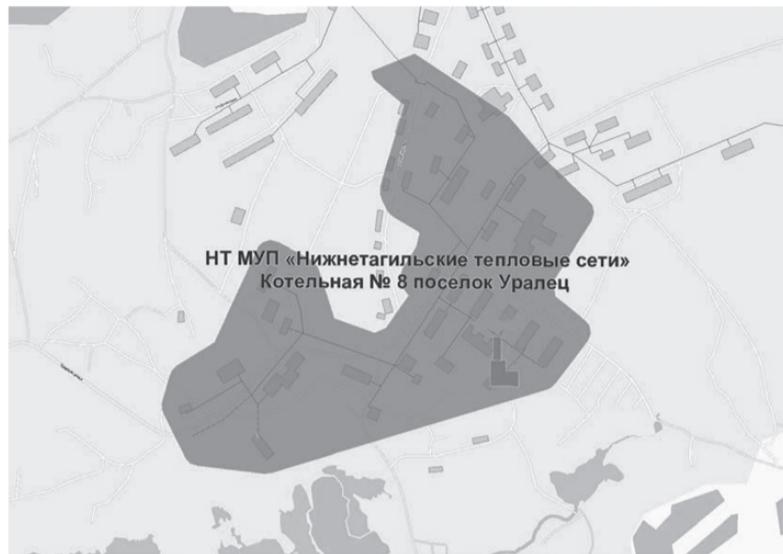 НТ МУП «Нижнетагильские тепловые сети»
Котельная № 8 поселок Уралец